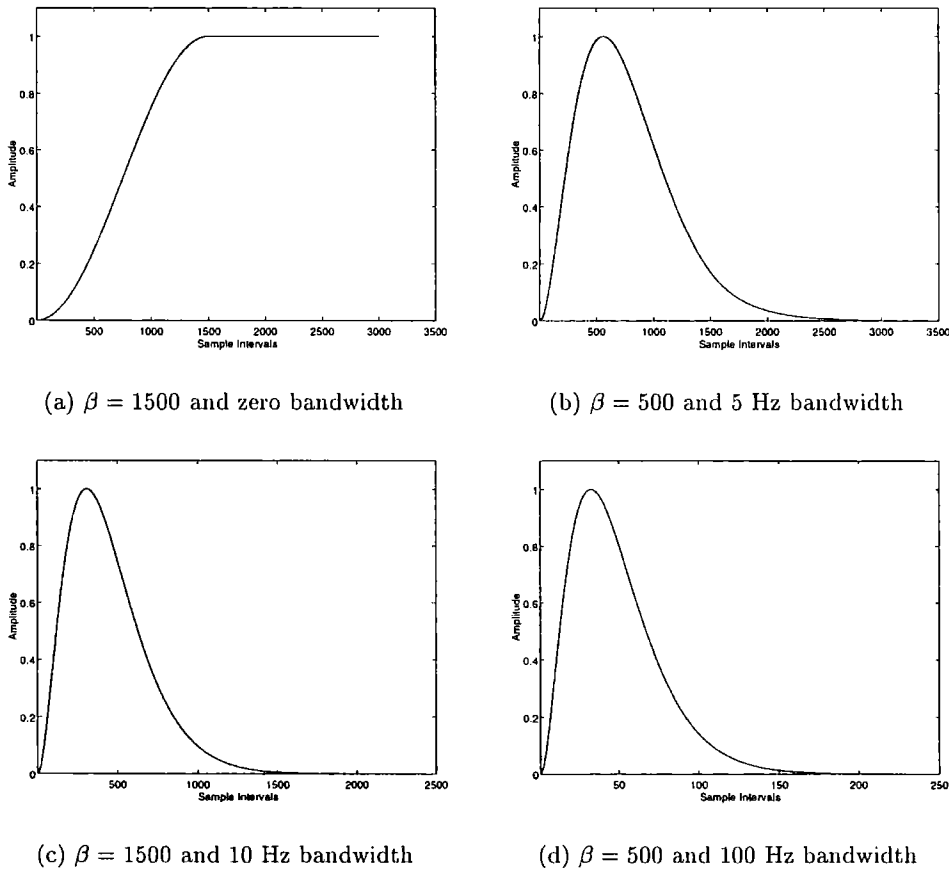 1
0.8
0.6
0.4
0.2
0
Amplitude
500 1000 1500 2000 2500 3000 3500
Sample Intervals
(a) β = 1500 and zero bandwidth
1
0.8
0.6
0.4
0.2
0
Amplitude
500 1000 1500 2000 2500 3000 3500
Sample Intervals
(b) β = 500 and 5 Hz bandwidth
1
0.8
0.6
0.4
0.2
0
Amplitude
500 1000 1500 2000 2500
Sample Intervals
(c) β = 1500 and 10 Hz bandwidth
1
0.8
0.6
0.4
0.2
0
Amplitude
50 100 150 200 250
Sample Intervals
(d) β = 500 and 100 Hz bandwidth